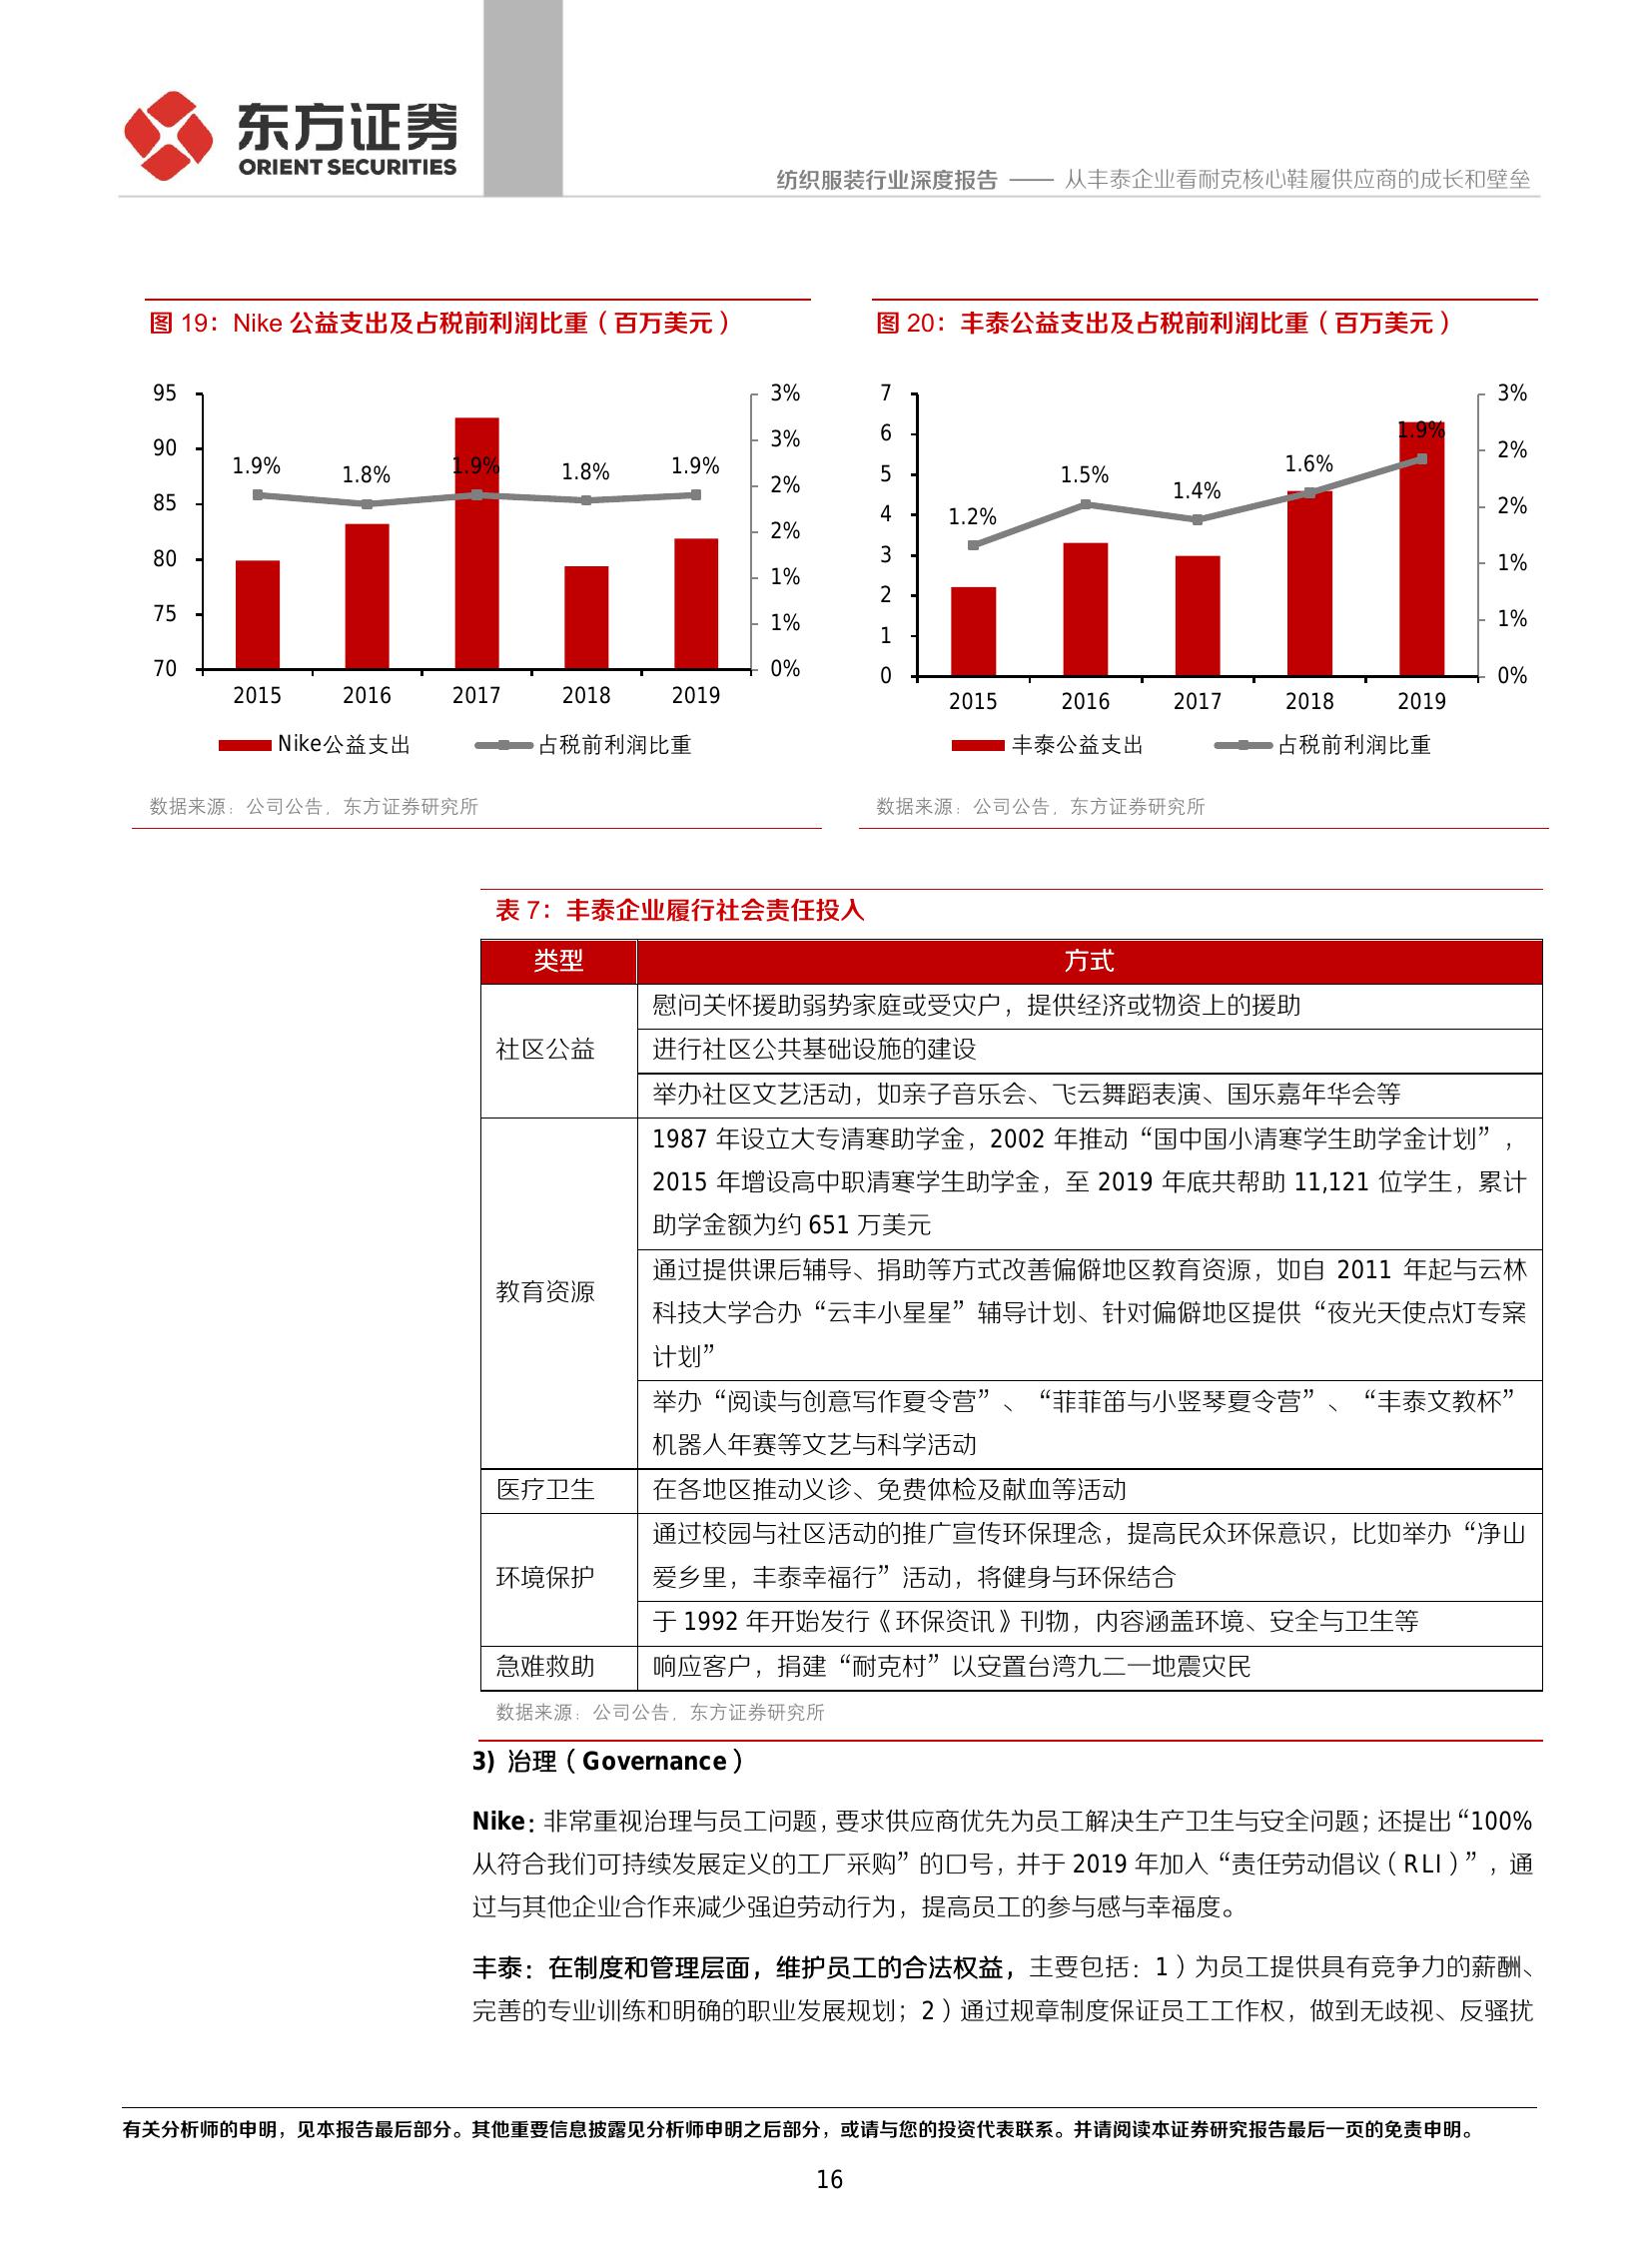 东方证券
ORIENT SECURITIES
纺织服装行业深度报告 —— 从丰泰企业看耐克核心鞋履供应商的成长和壁垒
图 19：Nike 公益支出及占税前利润比重（百万美元）
95
90
85
80
75
70
3%
3%
2%
2%
1%
1%
0%
1.9%
1.8%
1.9%
1.8%
1.9%
2015 2016 2017 2018 2019
Nike公益支出 占税前利润比重
数据来源：公司公告，东方证券研究所
图 20：丰泰公益支出及占税前利润比重（百万美元）
7
6
5
4
3
2
1
0
3%
2%
2%
1%
1%
0%
1.2%
1.5%
1.4%
1.6%
1.9%
2015 2016 2017 2018 2019
丰泰公益支出 占税前利润比重
数据来源：公司公告，东方证券研究所
表 7：丰泰企业履行社会责任投入
类型 方式
社区公益
慰问关怀援助弱势家庭或受灾户，提供经济或物资上的援助
进行社区公共基础设施的建设
举办社区文艺活动，如亲子音乐会、飞云舞蹈表演、国乐嘉年华会等
教育资源
1987 年设立大专清寒助学金，2002 年推动“国中国小清寒学生助学金计划”，
2015 年增设高中职清寒学生助学金，至 2019 年底共帮助 11,121 位学生，累计
助学金额为约 651 万美元
通过提供课后辅导、捐助等方式改善偏僻地区教育资源，如自 2011 年起与云林
科技大学合办“云丰小星星”辅导计划、针对偏僻地区提供“夜光天使点灯专案
计划”
举办“阅读与创意写作夏令营”、“菲菲笛与小竖琴夏令营”、“丰泰文教杯”
机器人年赛等文艺与科学活动
医疗卫生 在各地区推动义诊、免费体检及献血等活动
环境保护
通过校园与社区活动的推广宣传环保理念，提高民众环保意识，比如举办“净山
爱乡里，丰泰幸福行”活动，将健身与环保结合
于 1992 年开始发行《环保资讯》刊物，内容涵盖环境、安全与卫生等
急难救助 响应客户，捐建“耐克村”以安置台湾九二一地震灾民
数据来源：公司公告，东方证券研究所
3) 治理（Governance）
Nike：非常重视治理与员工问题，要求供应商优先为员工解决生产卫生与安全问题；还提出“100%
从符合我们可持续发展定义的工厂采购”的口号，并于 2019 年加入“责任劳动倡议（RLI）”，通
过与其他企业合作来减少强迫劳动行为，提高员工的参与感与幸福度。
丰泰：在制度和管理层面，维护员工的合法权益，主要包括：1）为员工提供具有竞争力的薪酬、
完善的专业训练和明确的职业发展规划；2）通过规章制度保证员工工作权，做到无歧视、反骚扰
有关分析师的申明，见本报告最后部分。其他重要信息披露见分析师申明之后部分，或请与您的投资代表联系。并请阅读本证券研究报告最后一页的免责申明。
16